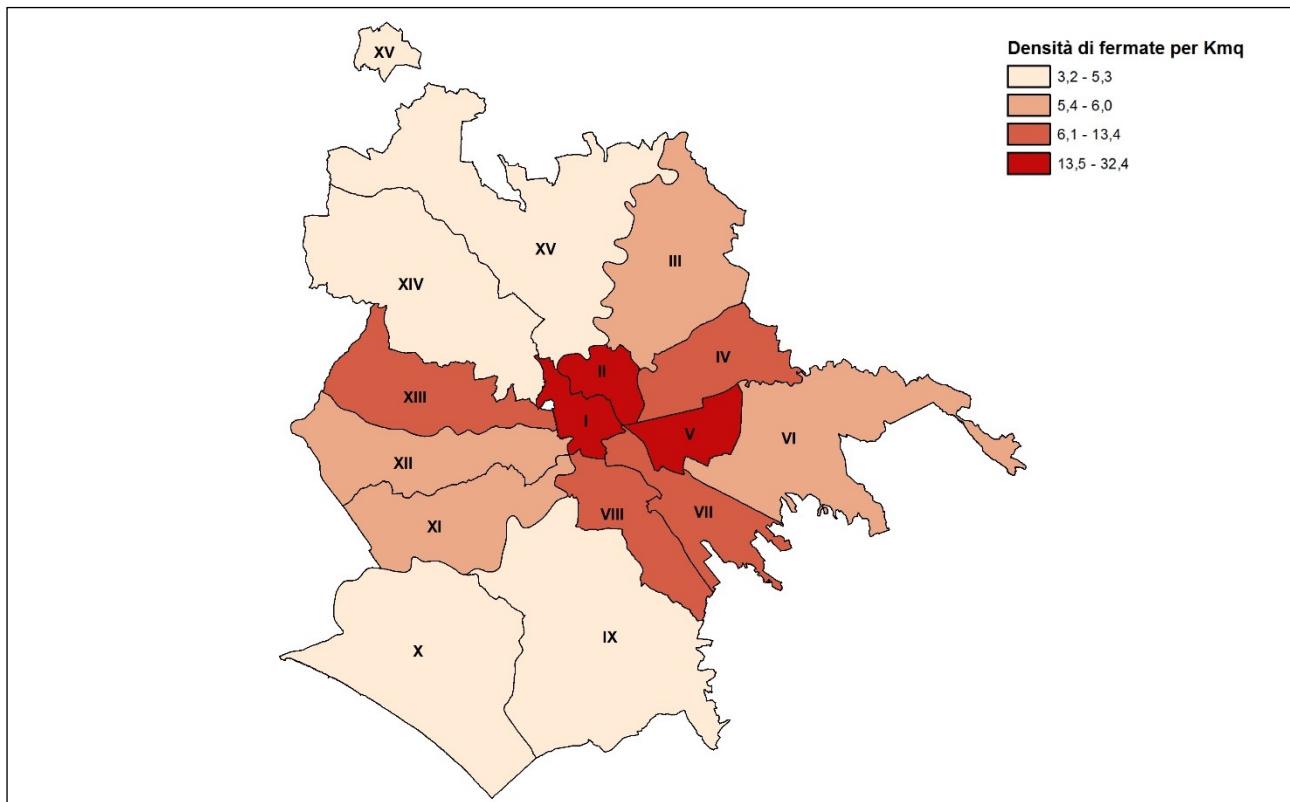 XV
Densità di fermate per Kmq
3,2 - 5,3
5,4 - 6,0
6,1 - 13,4
13,5 - 32,4
XV
III
XIV
IV
II
XIII
I
V
VI
XII
VIII
VII
XI
IX
X